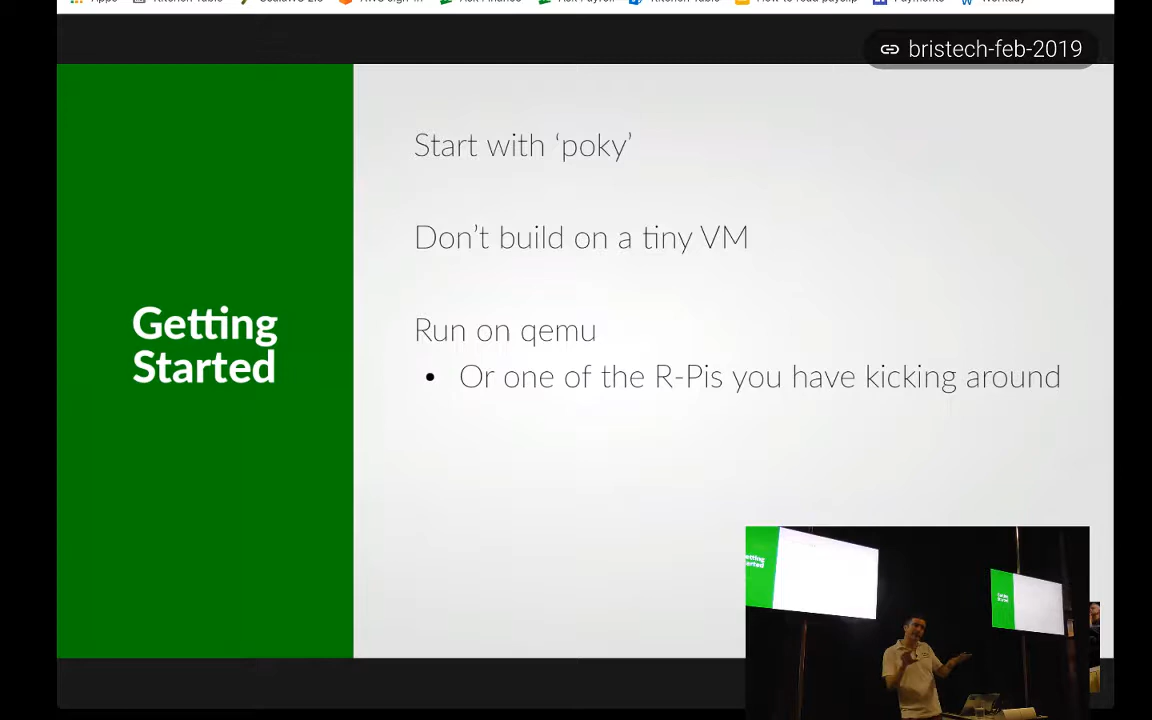 bristech-feb-2019
Getting
Started
Start with ‘poky’
Don’t build on a tiny VM
Run on qemu
• Or one of the R-Pis you have kicking around